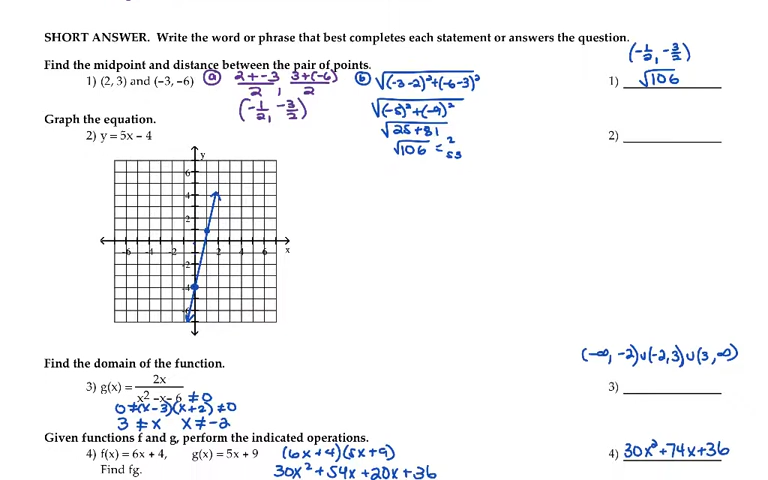 SHORT ANSWER. Write the word or phrase that best completes each statement or answers the question.
Find the midpoint and distance between the pair of points.
(-1/2, -3/2)
1) (2, 3) and (-3, -6) ⓐ (2+-3)/2, (3+(-6))/2 ⓑ √((-3-2)²+(-6-3)²) 1) √106
(-1/2, -3/2) √((-5)²+(-9)²)
Graph the equation.
√(25+81)
2) y = 5x - 4 2)
√106 = 2 53
y
6
4
2
-6 -4 -2 2 4 6 x
-2
-4
Find the domain of the function.
(-∞, -2)∪(-2,3)∪(3,∞)
3) g(x) = 2x/(x² -x- 6) ≠0 3)
0≠(x-3)(x+2)≠0
3 ≠ x x≠-2
Given functions f and g, perform the indicated operations.
4) f(x) = 6x + 4, g(x) = 5x + 9 (6x+4)(5x+9) 4) 30x²+74x+36
Find fg. 30x²+54x+20x+36